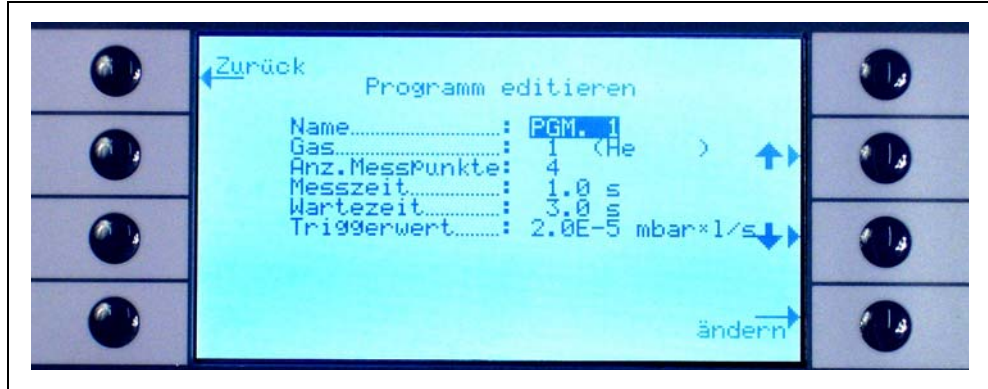 Zurück
Programm editieren
Name..............: PGM. 1
Gas...............: 1 (He )
Anz.Messpunkte: 4
Messzeit..........: 1.0 s
Wartezeit.........: 3.0 s
Triggerwert.......: 2.0E-5 mbar*l/s
ändern